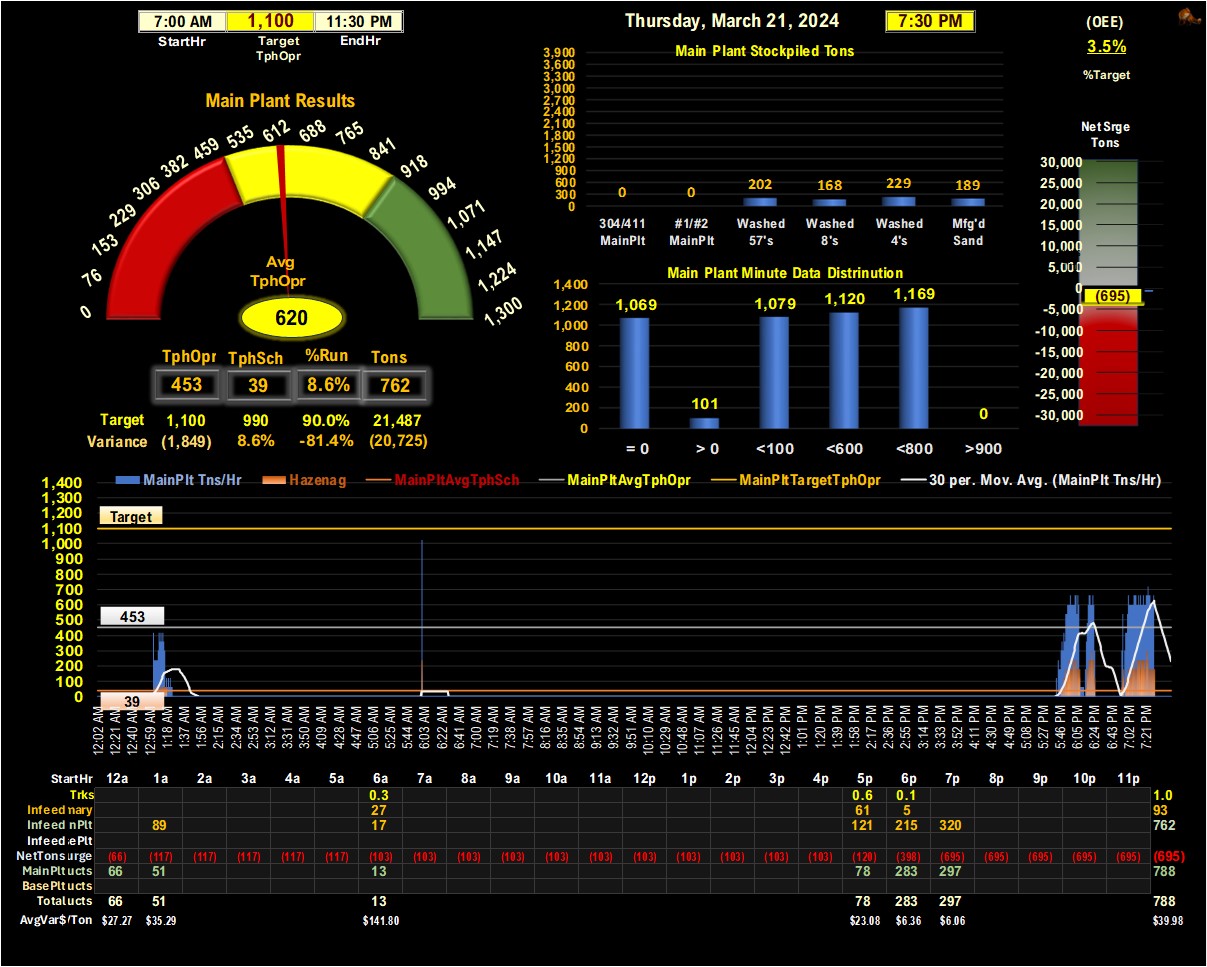 7:00 AM 1,100 11:30 PM
StartHr Target TphOpr EndHr
Thursday, March 21, 2024
7:30 PM
(OEE)
3.5%
%Target
Main Plant Results
0 76 153 229 306 382 459 535 612 688 765 841 918 994 1,071 1,147 1,224 1,300
Avg
TphOpr
620
TphOpr TphSch %Run Tons
453 39 8.6% 762
Target 1,100 990 90.0% 21,487
Variance (1,849) 8.6% -81.4% (20,725)
Main Plant Stockpiled Tons
3,900
3,600
3,300
3,000
2,700
2,400
2,100
1,800
1,500
1,200
900
600
300
0
0 0 202 168 229 189
304/411 #1/#2 Washed Washed Washed Mfg'd
MainPlt MainPlt 57's 8's 4's Sand
Main Plant Minute Data Distrinution
1,400
1,200
1,000
800
600
400
200
0
1,069 101 1,079 1,120 1,169 0
= 0 > 0 <100 <600 <800 >900
Net Srge
Tons
30,000
25,000
20,000
15,000
10,000
5,000
0
(695)
-5,000
-10,000
-15,000
-20,000
-25,000
-30,000
MainPlt Tns/Hr Hazenag MainPltAvgTphSch MainPltAvgTphOpr MainPltTargetTphOpr 30 per. Mov. Avg. (MainPlt Tns/Hr)
1,400
1,300
1,200
1,100
1,000
900
800
700
600
500
400
300
200
100
0
Target
453
39
12:02 AM 12:21 AM 12:40 AM 12:59 AM 1:18 AM 1:37 AM 1:56 AM 2:15 AM 2:34 AM 2:53 AM 3:12 AM 3:31 AM 3:50 AM 4:09 AM 4:28 AM 4:47 AM 5:06 AM 5:25 AM 5:44 AM 6:03 AM 6:22 AM 6:41 AM 7:00 AM 7:19 AM 7:38 AM 7:57 AM 8:16 AM 8:35 AM 8:54 AM 9:13 AM 9:32 AM 9:51 AM 10:10 AM 10:29 AM 10:48 AM 11:07 AM 11:26 AM 11:45 AM 12:04 PM 12:23 PM 12:42 PM 1:01 PM 1:20 PM 1:39 PM 1:58 PM 2:17 PM 2:36 PM 2:55 PM 3:14 PM 3:33 PM 3:52 PM 4:11 PM 4:30 PM 4:49 PM 5:08 PM 5:27 PM 5:46 PM 6:05 PM 6:24 PM 6:43 PM 7:02 PM 7:21 PM
StartHr 12a 1a 2a 3a 4a 5a 6a 7a 8a 9a 10a 11a 12p 1p 2p 3p 4p 5p 6p 7p 8p 9p 10p 11p
Trks 0.3 0.6 0.1 1.0
Infeed nary 27 61 5 93
Infeed nPlt 89 17 121 215 320 762
Infeed ePlt
NetTons urge (66) (117) (117) (117) (117) (117) (103) (103) (103) (103) (103) (103) (103) (103) (103) (103) (103) (120) (398) (695) (695) (695) (695) (695) (695)
MainPlt ucts 66 51 13 78 283 297 788
BasePlt ucts
Total ucts 66 51 13 78 283 297 788
AvgVar$/Ton $27.27 $35.29 $141.80 $23.08 $6.36 $6.06 $39.98